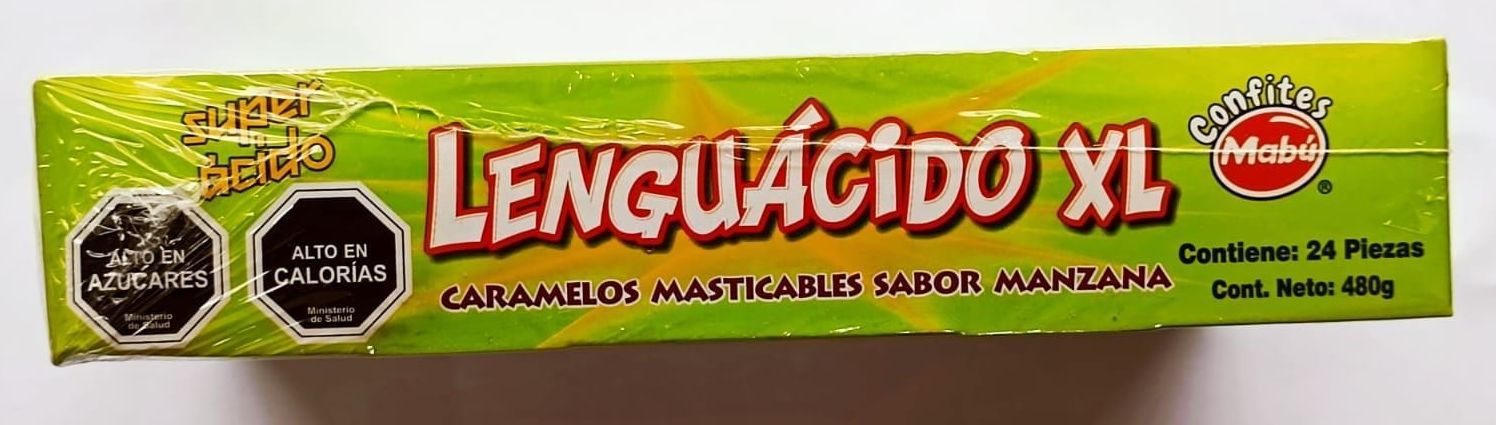 super
ácido
ALTO EN
AZÚCARES
Ministerio
de Salud
ALTO EN
CALORÍAS
Ministerio
de Salud
LENGUÁCIDO XL
CARAMELOS MASTICABLES SABOR MANZANA
Confites
Mabú
®
Contiene: 24 Piezas
Cont. Neto: 480g